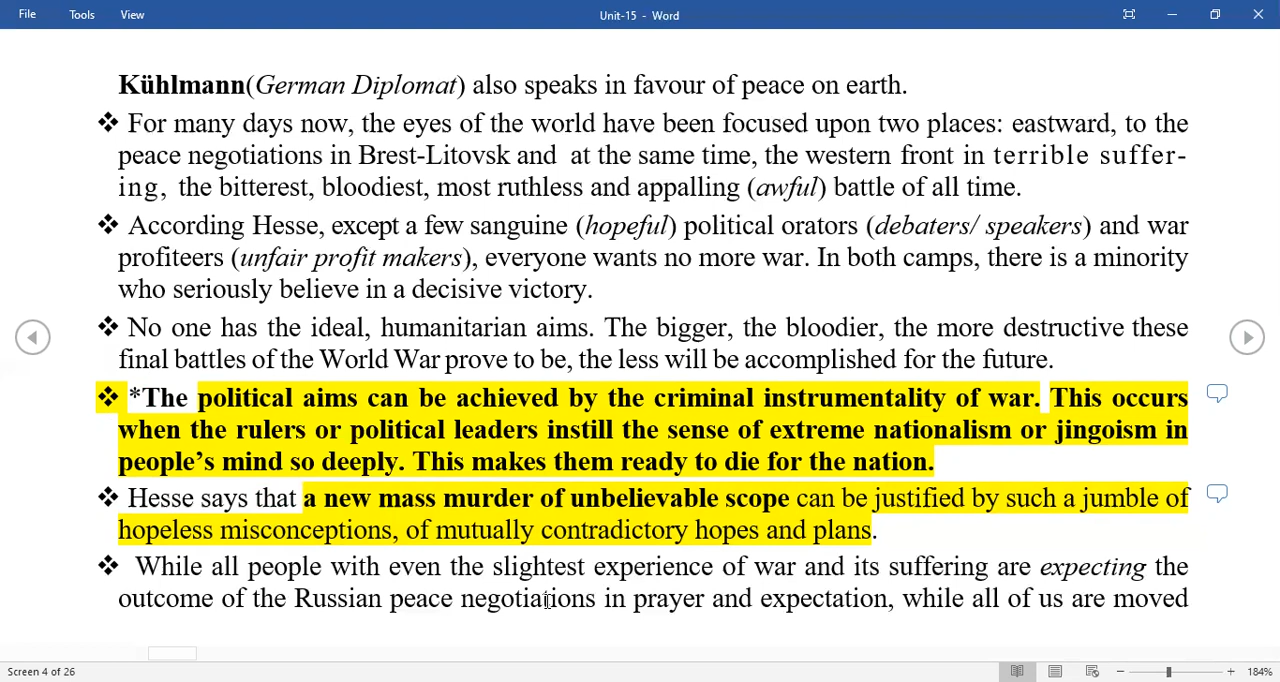 File Tools View Unit-15 - Word
Kühlmann(German Diplomat) also speaks in favour of peace on earth.
❖ For many days now, the eyes of the world have been focused upon two places: eastward, to the
peace negotiations in Brest-Litovsk and at the same time, the western front in terrible suffer-
ing, the bitterest, bloodiest, most ruthless and appalling (awful) battle of all time.
❖ According Hesse, except a few sanguine (hopeful) political orators (debaters/ speakers) and war
profiteers (unfair profit makers), everyone wants no more war. In both camps, there is a minority
who seriously believe in a decisive victory.
❖ No one has the ideal, humanitarian aims. The bigger, the bloodier, the more destructive these
final battles of the World War prove to be, the less will be accomplished for the future.
❖ *The political aims can be achieved by the criminal instrumentality of war. This occurs
when the rulers or political leaders instill the sense of extreme nationalism or jingoism in
people’s mind so deeply. This makes them ready to die for the nation.
❖ Hesse says that a new mass murder of unbelievable scope can be justified by such a jumble of
hopeless misconceptions, of mutually contradictory hopes and plans.
❖ While all people with even the slightest experience of war and its suffering are expecting the
outcome of the Russian peace negotiations in prayer and expectation, while all of us are moved
Screen 4 of 26 184%